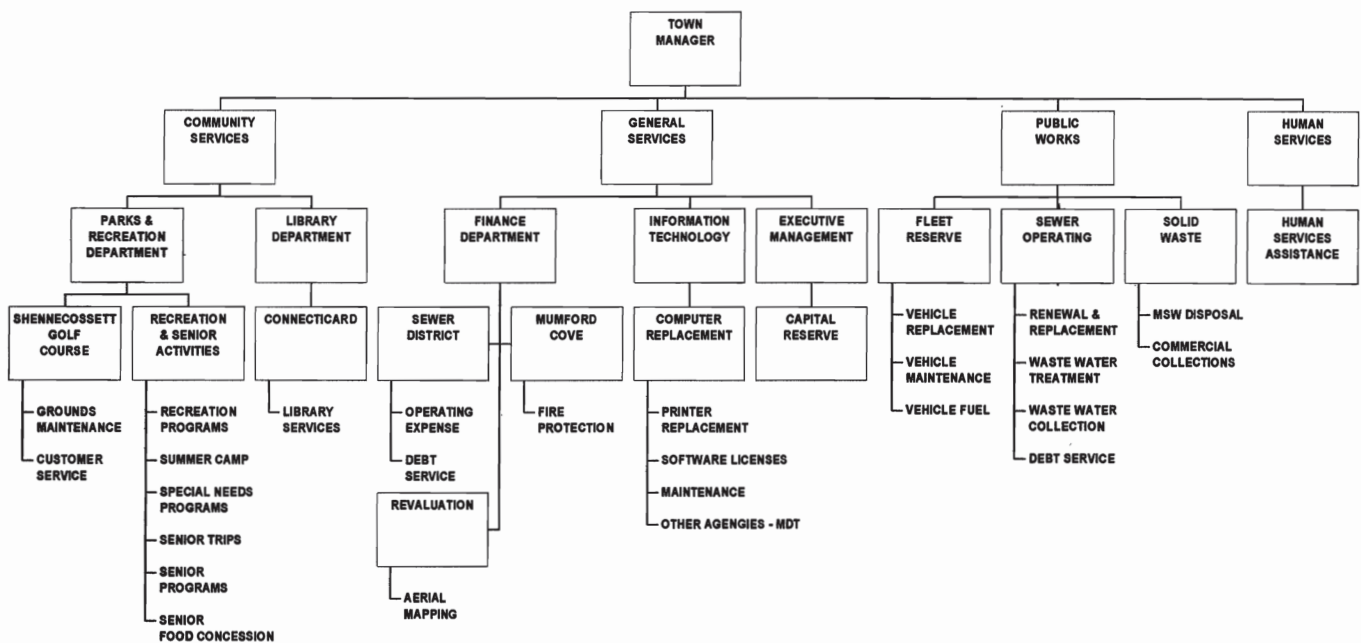 TOWN
MANAGER
COMMUNITY
SERVICES
GENERAL
SERVICES
PUBLIC
WORKS
HUMAN
SERVICES
PARKS &
RECREATION
DEPARTMENT
LIBRARY
DEPARTMENT
FINANCE
DEPARTMENT
INFORMATION
TECHNOLOGY
EXECUTIVE
MANAGEMENT
FLEET
RESERVE
SEWER
OPERATING
SOLID
WASTE
HUMAN
SERVICES
ASSISTANCE
SHENNECOSSETT
GOLF
COURSE
RECREATION
& SENIOR
ACTIVITIES
CONNECTICARD
SEWER
DISTRICT
MUMFORD
COVE
COMPUTER
REPLACEMENT
CAPITAL
RESERVE
VEHICLE
REPLACEMENT
VEHICLE
MAINTENANCE
VEHICLE FUEL
RENEWAL &
REPLACEMENT
WASTE WATER
TREATMENT
WASTE WATER
COLLECTION
DEBT SERVICE
MSW DISPOSAL
COMMERCIAL
COLLECTIONS
GROUNDS
MAINTENANCE
CUSTOMER
SERVICE
RECREATION
PROGRAMS
SUMMER CAMP
SPECIAL NEEDS
PROGRAMS
SENIOR TRIPS
SENIOR
PROGRAMS
SENIOR
FOOD CONCESSION
LIBRARY
SERVICES
OPERATING
EXPENSE
DEBT
SERVICE
FIRE
PROTECTION
REVALUATION
AERIAL
MAPPING
PRINTER
REPLACEMENT
SOFTWARE LICENSES
MAINTENANCE
OTHER AGENGIES - MDT